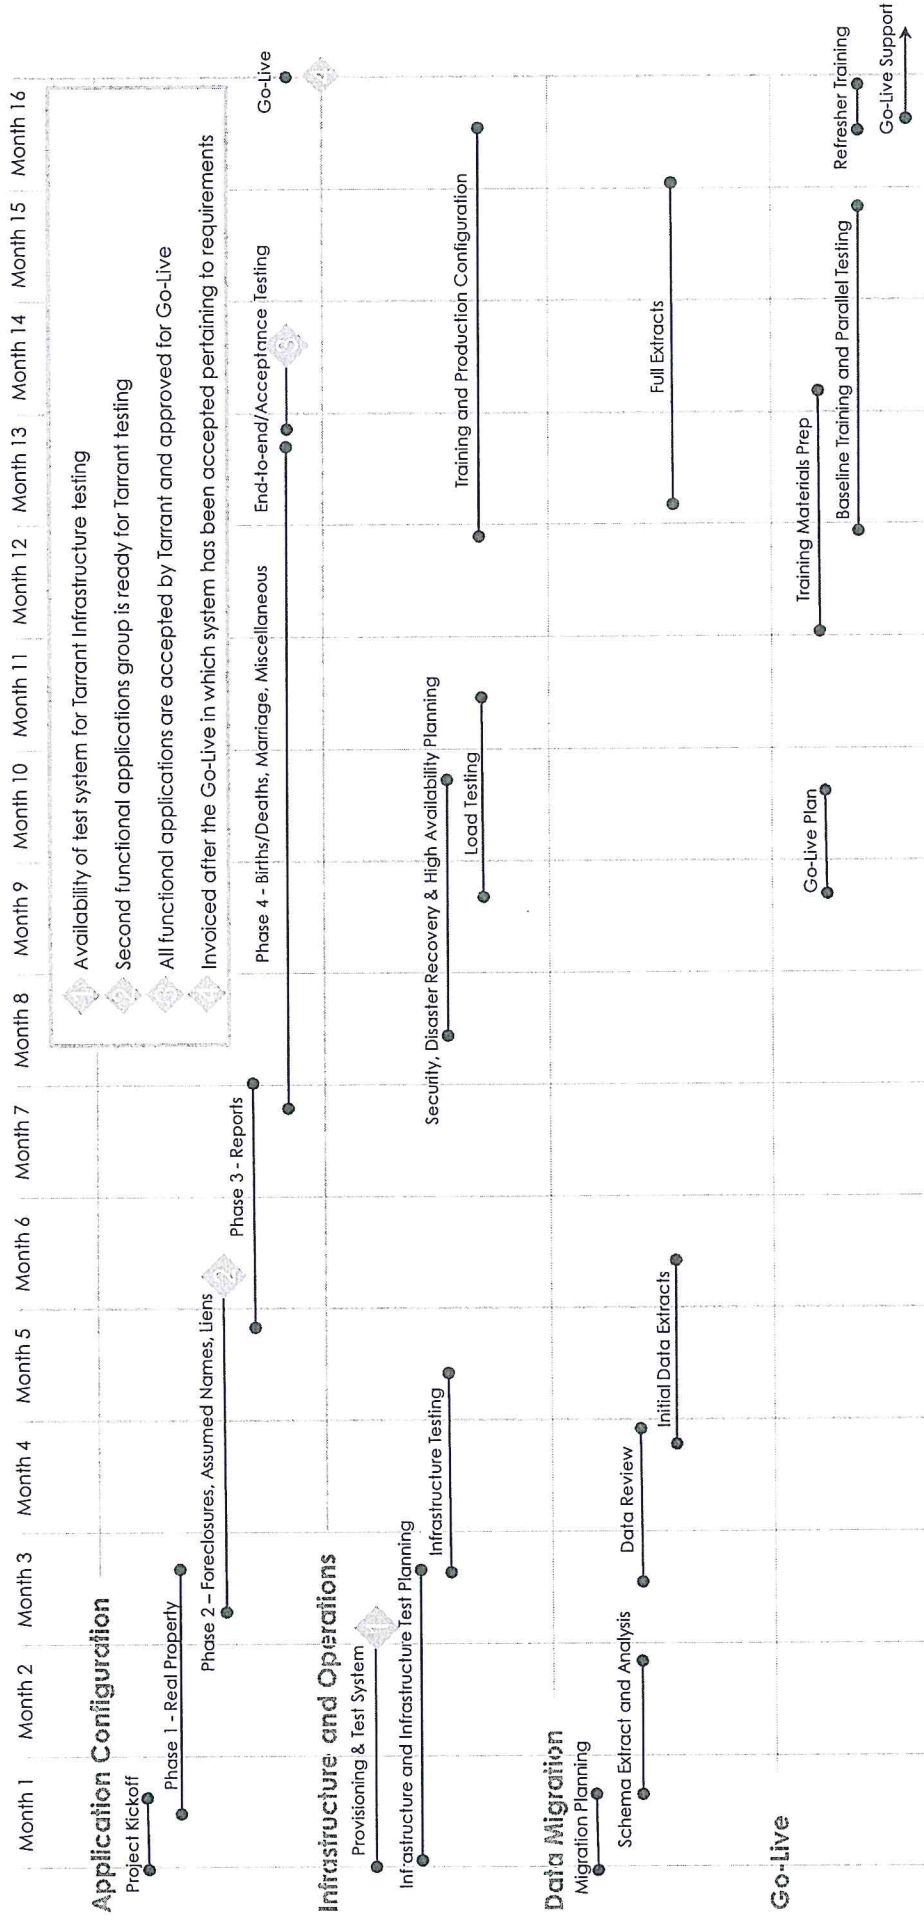 Month 1
Month 2
Month 3
Month 4
Month 5
Month 6
Month 7
Month 8
Month 9
Month 10
Month 11
Month 12
Month 13
Month 14
Month 15
Month 16
1 Availability of test system for Tarrant Infrastructure testing
2 Second functional applications group is ready for Tarrant testing
3 All functional applications are accepted by Tarrant and approved for Go-Live
4 Invoiced after the Go-Live in which system has been accepted pertaining to requirements
Application Configuration
Project Kickoff
Phase 1 - Real Property
Phase 2 – Foreclosures, Assumed Names, Liens
2
Phase 3 - Reports
Phase 4 - Births/Deaths, Marriage, Miscellaneous
End-to-end/Acceptance Testing
3
Go-Live
4
Infrastructure and Operations
Provisioning & Test System
1
Infrastructure and Infrastructure Test Planning
Infrastructure Testing
Security, Disaster Recovery & High Availability Planning
Load Testing
Training and Production Configuration
Data Migration
Migration Planning
Schema Extract and Analysis
Data Review
Initial Data Extracts
Full Extracts
Go-Live
Go-Live Plan
Training Materials Prep
Baseline Training and Parallel Testing
Refresher Training
Go-Live Support